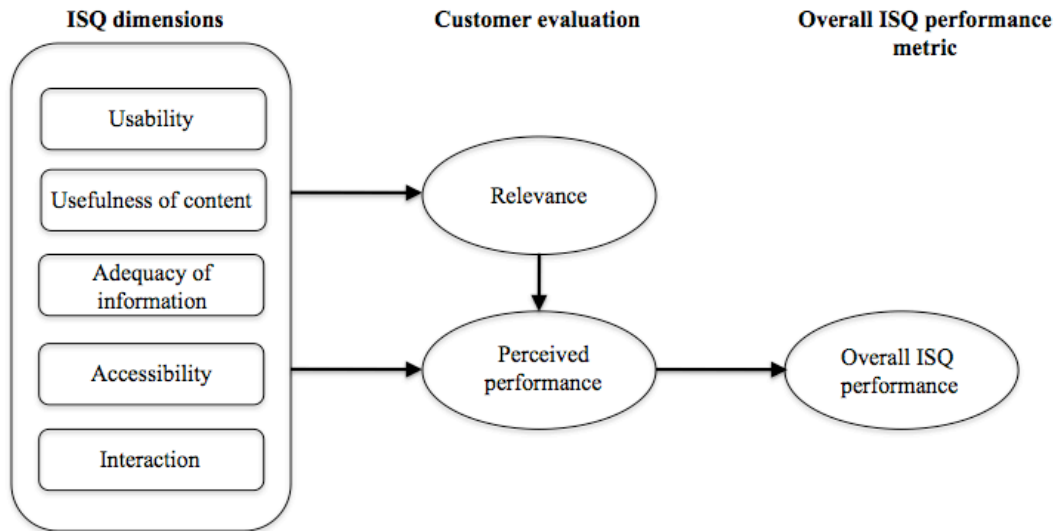 ISQ dimensions
Customer evaluation
Overall ISQ performance
metric
Usability
Usefulness of content
Adequacy of
information
Accessibility
Interaction
Relevance
Perceived
performance
Overall ISQ
performance